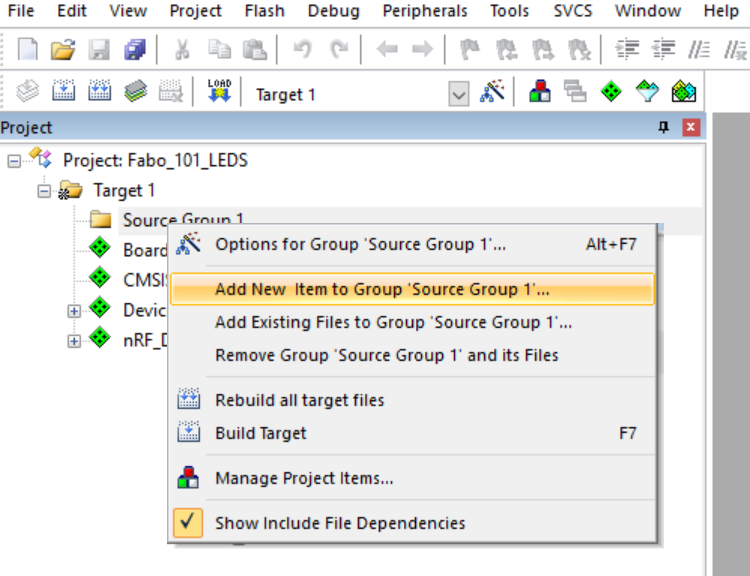 File Edit View Project Flash Debug Peripherals Tools SVCS Window Help
LOAD
Target 1
Project
Project: Fabo_101_LEDS
Target 1
Source Group 1
Board
CMSI
Devic
nRF_D
Options for Group 'Source Group 1'... Alt+F7
Add New Item to Group 'Source Group 1'...
Add Existing Files to Group 'Source Group 1'...
Remove Group 'Source Group 1' and its Files
Rebuild all target files
Build Target F7
Manage Project Items...
Show Include File Dependencies